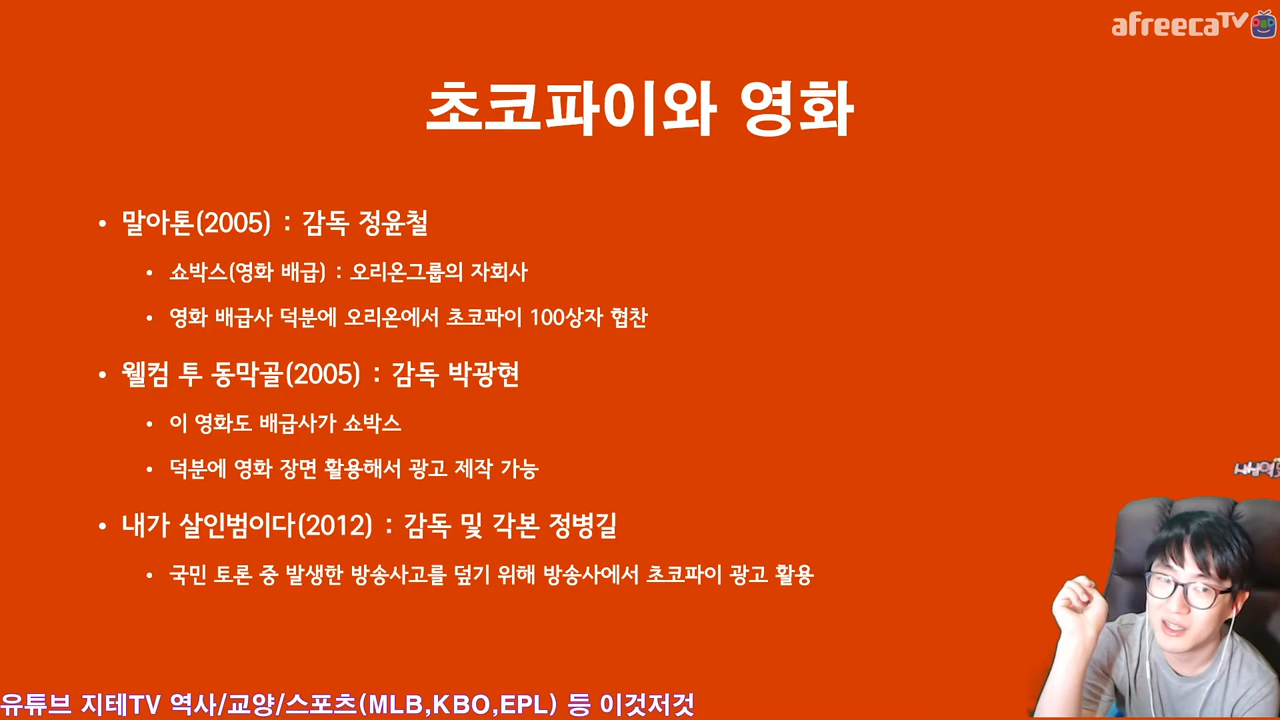 afreecaTV
초코파이와 영화
• 말아톤(2005) : 감독 정윤철
• 쇼박스(영화 배급) : 오리온그룹의 자회사
• 영화 배급사 덕분에 오리온에서 초코파이 100상자 협찬
• 웰컴 투 동막골(2005) : 감독 박광현
• 이 영화도 배급사가 쇼박스
• 덕분에 영화 장면 활용해서 광고 제작 가능
• 내가 살인범이다(2012) : 감독 및 각본 정병길
• 국민 토론 중 발생한 방송사고를 덮기 위해 방송사에서 초코파이 광고 활용
유튜브 지테TV 역사/교양/스포츠(MLB,KBO,EPL) 등 이것저것